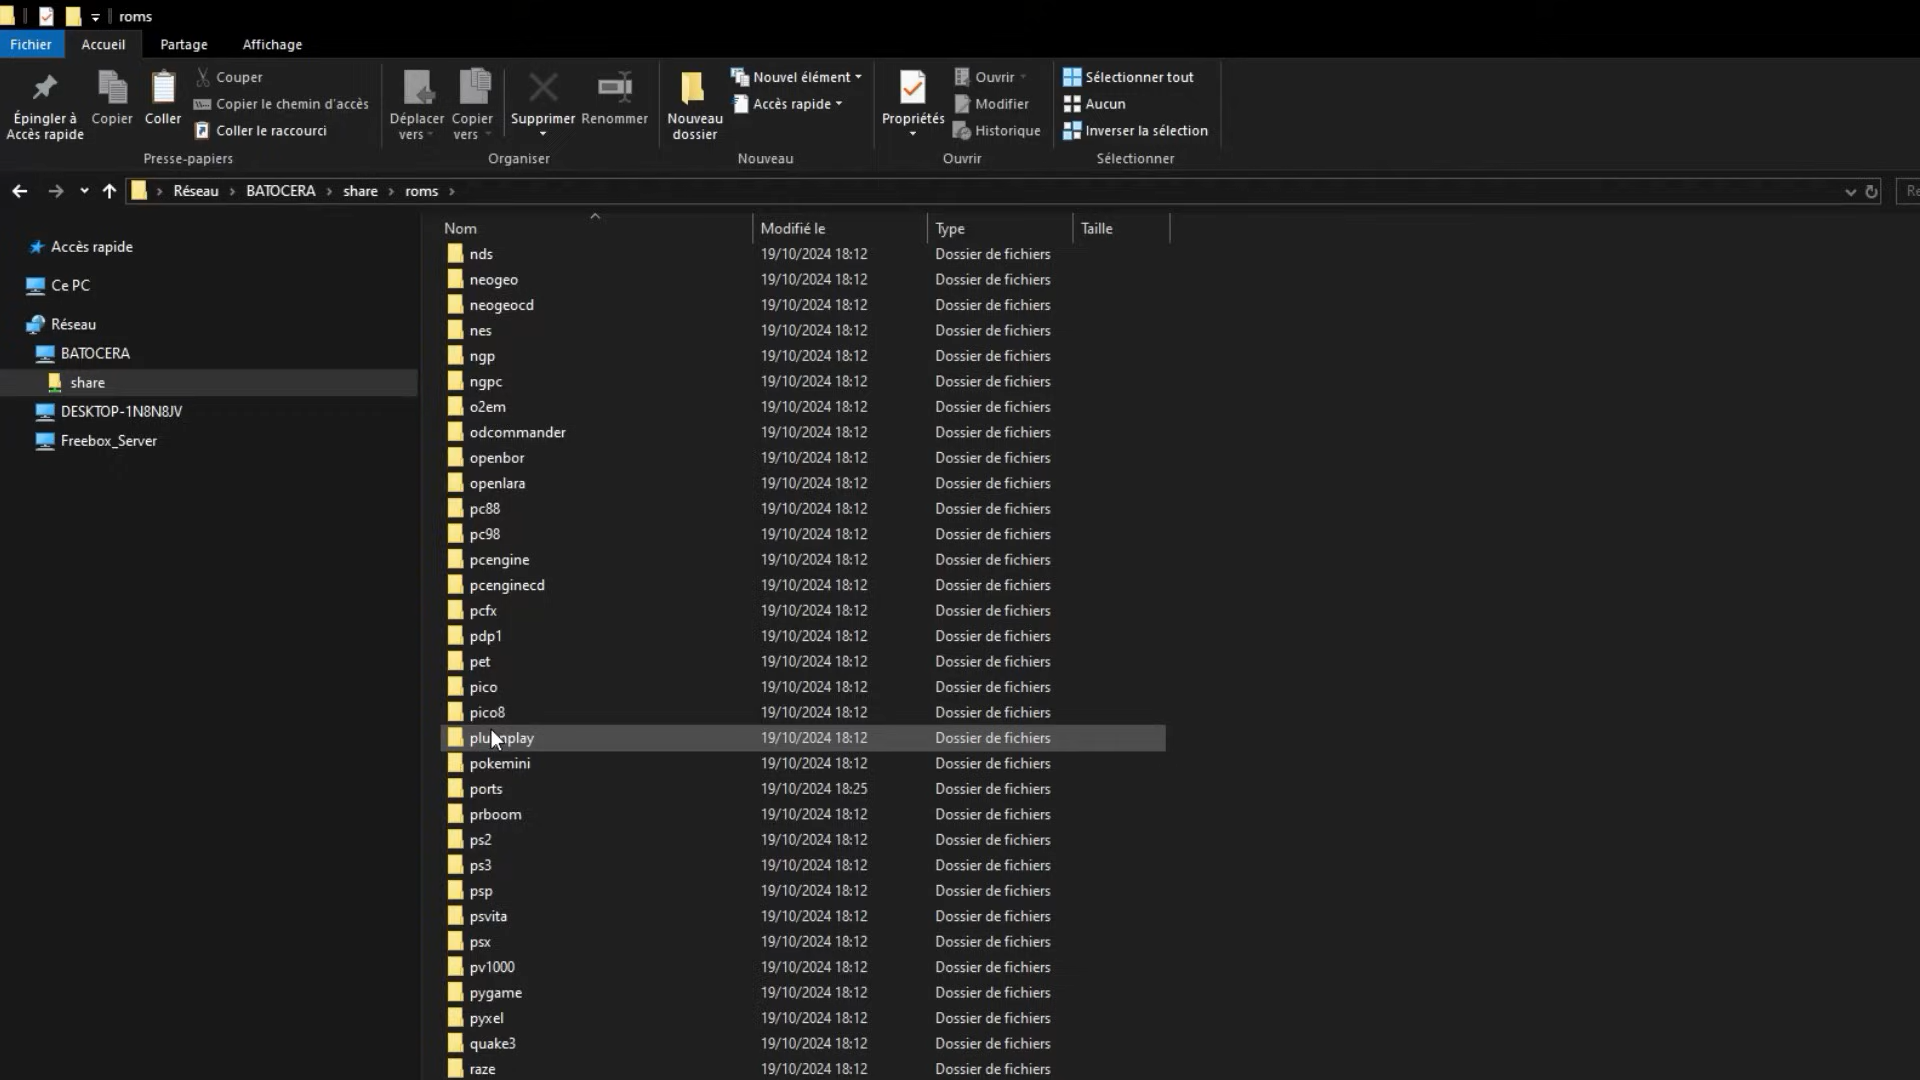 roms
Fichier Accueil Partage Affichage
Épingler à Accès rapide
Copier
Coller
Couper
Copier le chemin d'accès
Coller le raccourci
Presse-papiers
Déplacer vers
Copier vers
Supprimer
Renommer
Organiser
Nouveau dossier
Nouvel élément
Accès rapide
Nouveau
Propriétés
Ouvrir
Modifier
Historique
Ouvrir
Sélectionner tout
Aucun
Inverser la sélection
Sélectionner
Réseau BATOCERA share roms
Re
Accès rapide
Ce PC
Réseau
BATOCERA
share
DESKTOP-1N8N8JV
Freebox_Server
Nom Modifié le Type Taille
nds 19/10/2024 18:12 Dossier de fichiers
neogeo 19/10/2024 18:12 Dossier de fichiers
neogeocd 19/10/2024 18:12 Dossier de fichiers
nes 19/10/2024 18:12 Dossier de fichiers
ngp 19/10/2024 18:12 Dossier de fichiers
ngpc 19/10/2024 18:12 Dossier de fichiers
o2em 19/10/2024 18:12 Dossier de fichiers
odcommander 19/10/2024 18:12 Dossier de fichiers
openbor 19/10/2024 18:12 Dossier de fichiers
openlara 19/10/2024 18:12 Dossier de fichiers
pc88 19/10/2024 18:12 Dossier de fichiers
pc98 19/10/2024 18:12 Dossier de fichiers
pcengine 19/10/2024 18:12 Dossier de fichiers
pcenginecd 19/10/2024 18:12 Dossier de fichiers
pcfx 19/10/2024 18:12 Dossier de fichiers
pdp1 19/10/2024 18:12 Dossier de fichiers
pet 19/10/2024 18:12 Dossier de fichiers
pico 19/10/2024 18:12 Dossier de fichiers
pico8 19/10/2024 18:12 Dossier de fichiers
19/10/2024 18:12 Dossier de fichiers
pokemini 19/10/2024 18:12 Dossier de fichiers
ports 19/10/2024 18:25 Dossier de fichiers
prboom 19/10/2024 18:12 Dossier de fichiers
ps2 19/10/2024 18:12 Dossier de fichiers
ps3 19/10/2024 18:12 Dossier de fichiers
psp 19/10/2024 18:12 Dossier de fichiers
psvita 19/10/2024 18:12 Dossier de fichiers
psx 19/10/2024 18:12 Dossier de fichiers
pv1000 19/10/2024 18:12 Dossier de fichiers
pygame 19/10/2024 18:12 Dossier de fichiers
pyxel 19/10/2024 18:12 Dossier de fichiers
quake3 19/10/2024 18:12 Dossier de fichiers
raze 19/10/2024 18:12 Dossier de fichiers